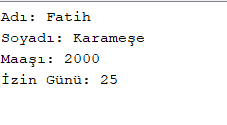 Adı: Fatih
Soyadı: Karameşe
Maaşı: 2000
İzin Günü: 25